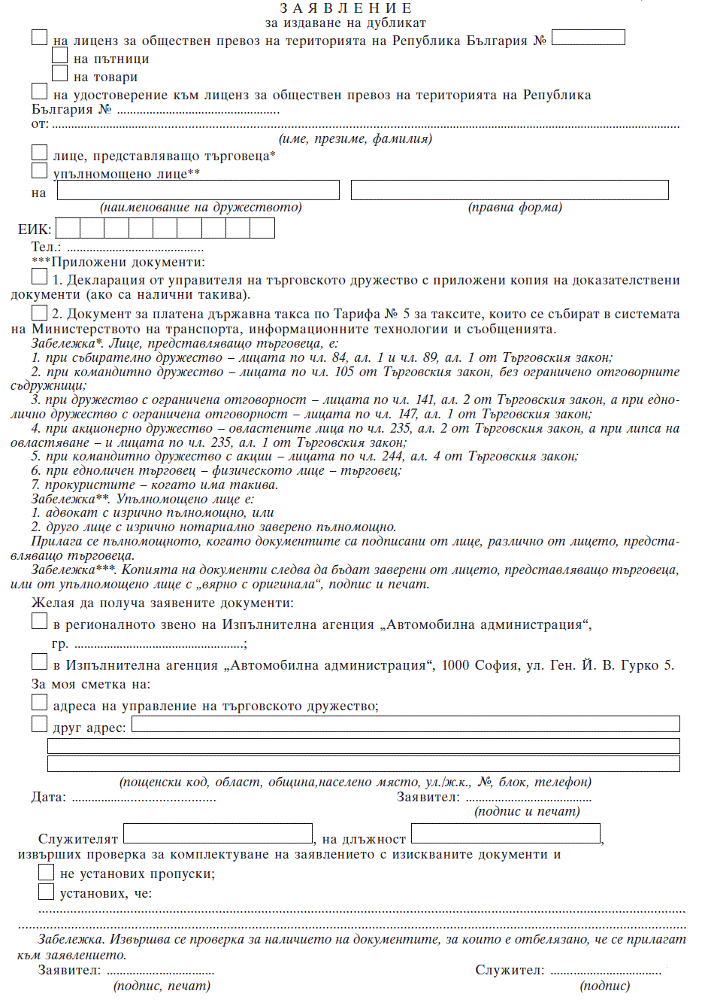 З А Я В Л Е Н И Е
за издаване на дубликат
на лиценз за обществен превоз на територията на Република България №
на пътници
на товари
на удостоверение към лиценз за обществен превоз на територията на Република
България № .................................................
от: ..............................................................................................................................
(име, презиме, фамилия)
лице, представляващо търговеца*
упълномощено лице**
на
(наименование на дружеството) (правна форма)
ЕИК:
Тел.: ..........................................
***Приложени документи:
1. Декларация от управителя на търговското дружество с приложени копия на доказателствени
документи (ако са налични такива).
2. Документ за платена държавна такса по Тарифа № 5 за таксите, които се събират в системата
на Министерството на транспорта, информационните технологии и съобщенията.
Забележка*. Лице, представляващо търговеца, е:
1. при събирателно дружество – лицата по чл. 84, ал. 1 и чл. 89, ал. 1 от Търговския закон;
2. при командитно дружество – лицата по чл. 105 от Търговския закон, без ограничено отговорните
съдружници;
3. при дружество с ограничена отговорност – лицата по чл. 141, ал. 2 от Търговския закон, а при едно-
лично дружество с ограничена отговорност – лицата по чл. 147, ал. 1 от Търговския закон;
4. при акционерно дружество – овластените лица по чл. 235, ал. 2 от Търговския закон, а при липса на
овластяване – и лицата по чл. 235, ал. 1 от Търговския закон;
5. при командитно дружество с акции – лицата по чл. 244, ал. 4 от Търговския закон;
6. при едноличен търговец – физическото лице – търговец;
7. прокуристите – когато има такива.
Забележка**. Упълномощено лице е:
1. адвокат с изрично пълномощно, или
2. друго лице с изрично нотариално заверено пълномощно.
Прилага се пълномощното, когато документите са подписани от лице, различно от лицето, предста-
вляващо търговеца.
Забележка***. Копията на документи следва да бъдат заверени от лицето, представляващо търговеца,
или от упълномощено лице с „вярно с оригинала“, подпис и печат.
Желая да получа заявените документи:
в регионалното звено на Изпълнителна агенция „Автомобилна администрация“,
гр. ....................................................;
в Изпълнителна агенция „Автомобилна администрация“, 1000 София, ул. Ген. Й. В. Гурко 5.
За моя сметка на:
адреса на управление на търговското дружество;
друг адрес:
(пощенски код, област, община,населено място, ул./ж.к., №, блок, телефон)
Дата: .......................................... Заявител: .......................................
(подпис и печат)
Служителят , на длъжност ,
извърших проверка за комплектуване на заявлението с изискваните документи и
не установих пропуски;
установих, че:
..............................................................................................................................
..............................................................................................................................
Забележка. Извършва се проверка за наличието на документите, за които е отбелязано, че се прилагат
към заявлението.
Заявител: ................................. Служител: .................................
(подпис, печат) (подпис)